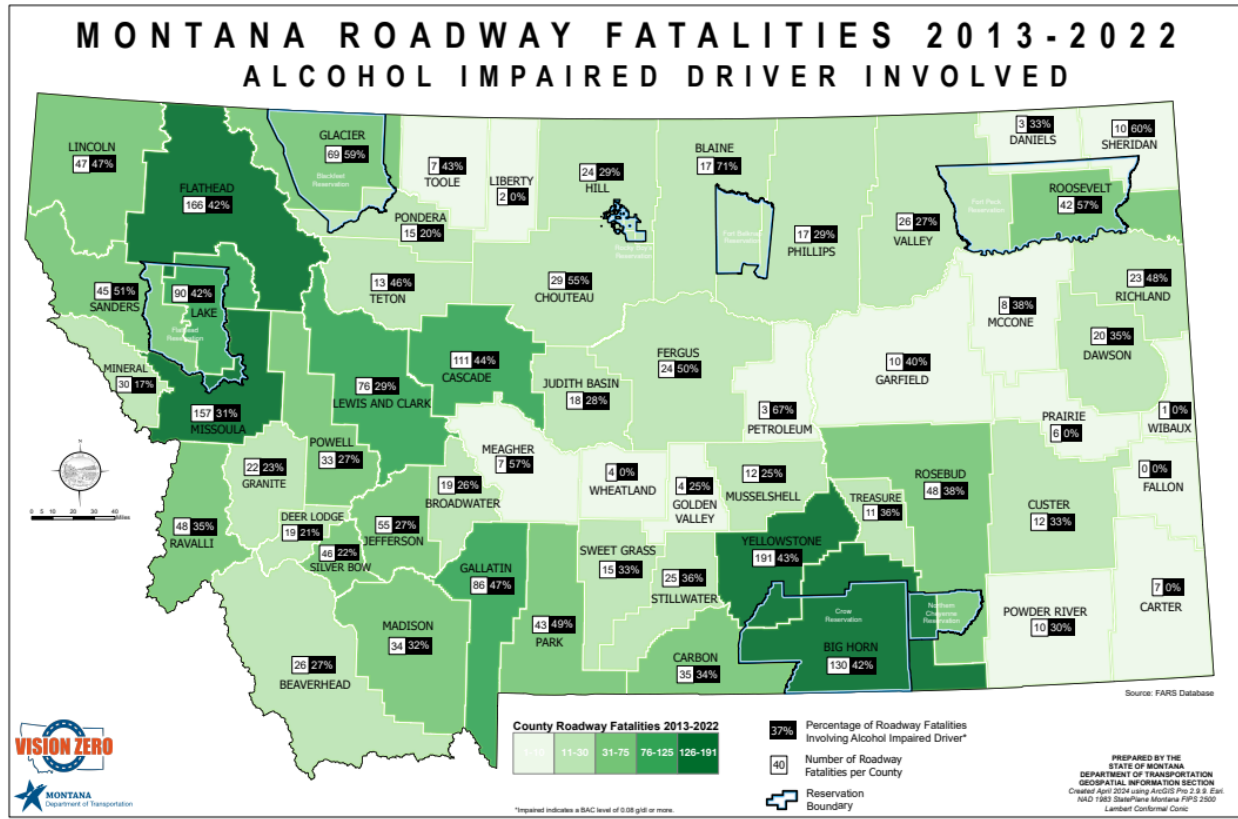 MONTANA ROADWAY FATALITIES 2013-2022
ALCOHOL IMPAIRED DRIVER INVOLVED
LINCOLN
47 47%
FLATHEAD
166 42%
GLACIER
69 59%
Blackfeet
Reservation
7 43%
TOOLE
LIBERTY
2 0%
24 29%
HILL
Rocky Boy's
Reservation
BLAINE
17 71%
Fort Belknap
Reservation
17 29%
PHILLIPS
26 27%
VALLEY
3 33%
DANIELS
10 60%
SHERIDAN
Fort Peck
Reservation
ROOSEVELT
42 57%
PONDERA
15 20%
13 46%
TETON
29 55%
CHOUTEAU
23 48%
RICHLAND
45 51%
SANDERS
90 42%
LAKE
Flathead
Reservation
8 38%
MCCONE
20 35%
DAWSON
10 40%
GARFIELD
MINERAL
30 17%
157 31%
MISSOULA
76 29%
LEWIS AND CLARK
111 44%
CASCADE
JUDITH BASIN
18 28%
FERGUS
24 50%
3 67%
PETROLEUM
PRAIRIE
6 0%
1 0%
WIBAUX
POWELL
33 27%
22 23%
GRANITE
MEAGHER
7 57%
4 0%
WHEATLAND
4 25%
GOLDEN
VALLEY
12 25%
MUSSELSHELL
ROSEBUD
48 38%
TREASURE
11 36%
CUSTER
12 33%
0 0%
FALLON
N
0 5 10 20 30 40
Miles
48 35%
RAVALLI
DEER LODGE
19 21%
46 22%
SILVER BOW
55 27%
JEFFERSON
19 26%
BROADWATER
GALLATIN
86 47%
SWEET GRASS
15 33%
25 36%
STILLWATER
YELLOWSTONE
191 43%
7 0%
CARTER
POWDER RIVER
10 30%
Crow
Reservation
Northern
Cheyenne
Reservation
BIG HORN
130 42%
MADISON
34 32%
43 49%
PARK
CARBON
35 34%
26 27%
BEAVERHEAD
Source: FARS Database
County Roadway Fatalities 2013-2022
1-10 11-30 31-75 76-125 126-191
37% Percentage of Roadway Fatalities
Involving Alcohol Impaired Driver*
40 Number of Roadway
Fatalities per County
Reservation
Boundary
VISION ZERO
MONTANA
Department of Transportation
*Impaired indicates a BAC level of 0.08 g/dl or more.
PREPARED BY THE
STATE OF MONTANA
DEPARTMENT OF TRANSPORTATION
GEOSPATIAL INFORMATION SECTION
Created April 2024 using ArcGIS Pro 2.9.9. Esri.
NAD 1983 StatePlane Montana FIPS 2500
Lambert Conformal Conic